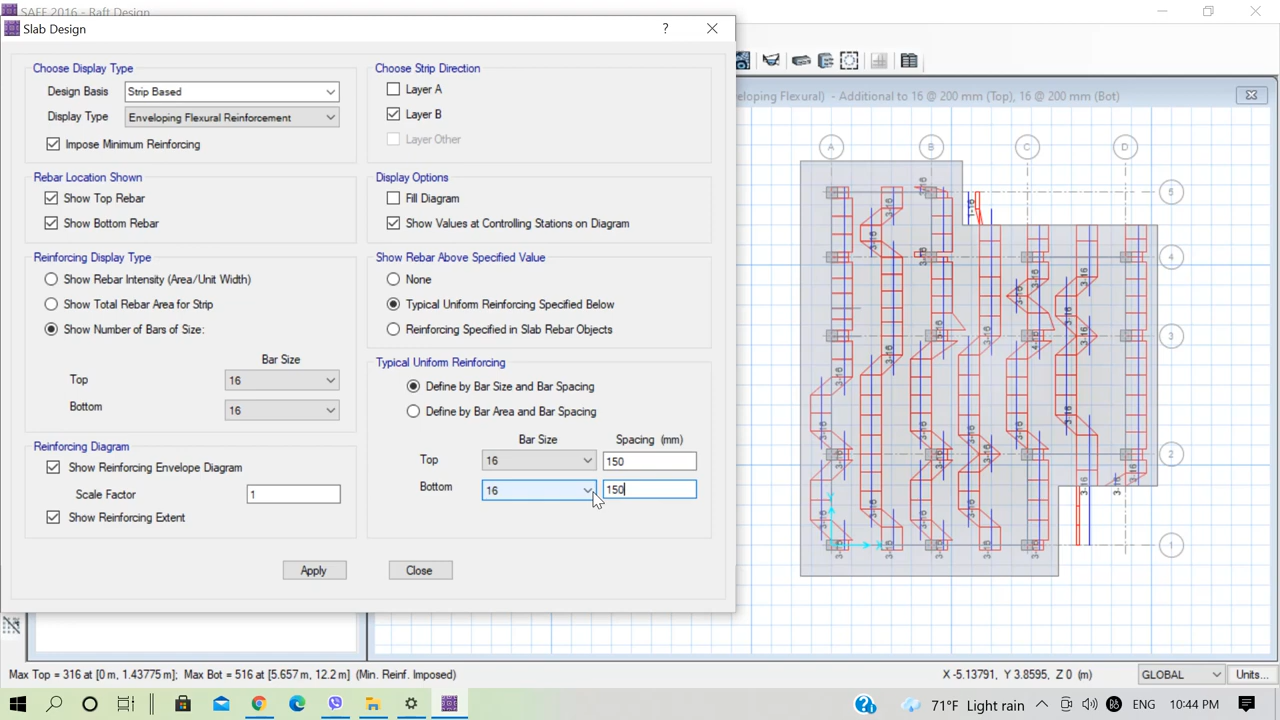 SAFE 2016 - Raft Design
Slab Design
?
Choose Display Type
Design Basis
Strip Based
Display Type
Enveloping Flexural Reinforcement
Impose Minimum Reinforcing
Choose Strip Direction
Layer A
Layer B
Layer Other
Rebar Location Shown
Show Top Rebar
Show Bottom Rebar
Display Options
Fill Diagram
Show Values at Controlling Stations on Diagram
Reinforcing Display Type
Show Rebar Intensity (Area/Unit Width)
Show Total Rebar Area for Strip
Show Number of Bars of Size:
Bar Size
Top
16
Bottom
16
Show Rebar Above Specified Value
None
Typical Uniform Reinforcing Specified Below
Reinforcing Specified in Slab Rebar Objects
Typical Uniform Reinforcing
Define by Bar Size and Bar Spacing
Define by Bar Area and Bar Spacing
Bar Size
Spacing (mm)
Top
16
150
Bottom
16
150
Reinforcing Diagram
Show Reinforcing Envelope Diagram
Scale Factor
1
Show Reinforcing Extent
Apply
Close
eloping Flexural) - Additional to 16 @ 200 mm (Top), 16 @ 200 mm (Bot)
A
B
C
D
5
4
3
2
1
Max Top = 316 at [0 m, 1.43775 m]; Max Bot = 516 at [5.657 m, 12.2 m] (Min. Reinf. Imposed)
X -5.13791, Y 3.8595, Z 0 (m)
GLOBAL
Units...
71°F Light rain
ENG
10:44 PM